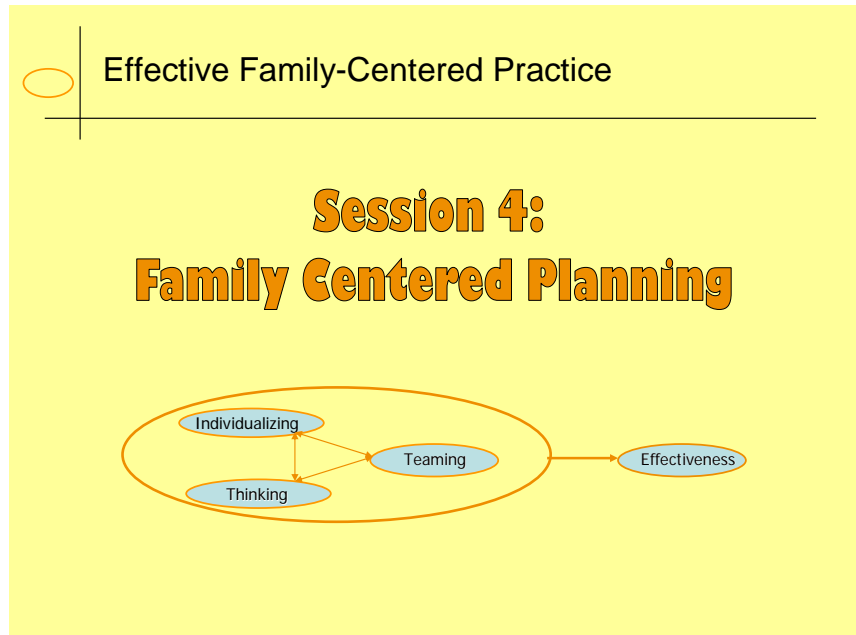 Effective Family-Centered Practice
Session 4:
Family Centered Planning
Individualizing
Teaming
Effectiveness
Thinking